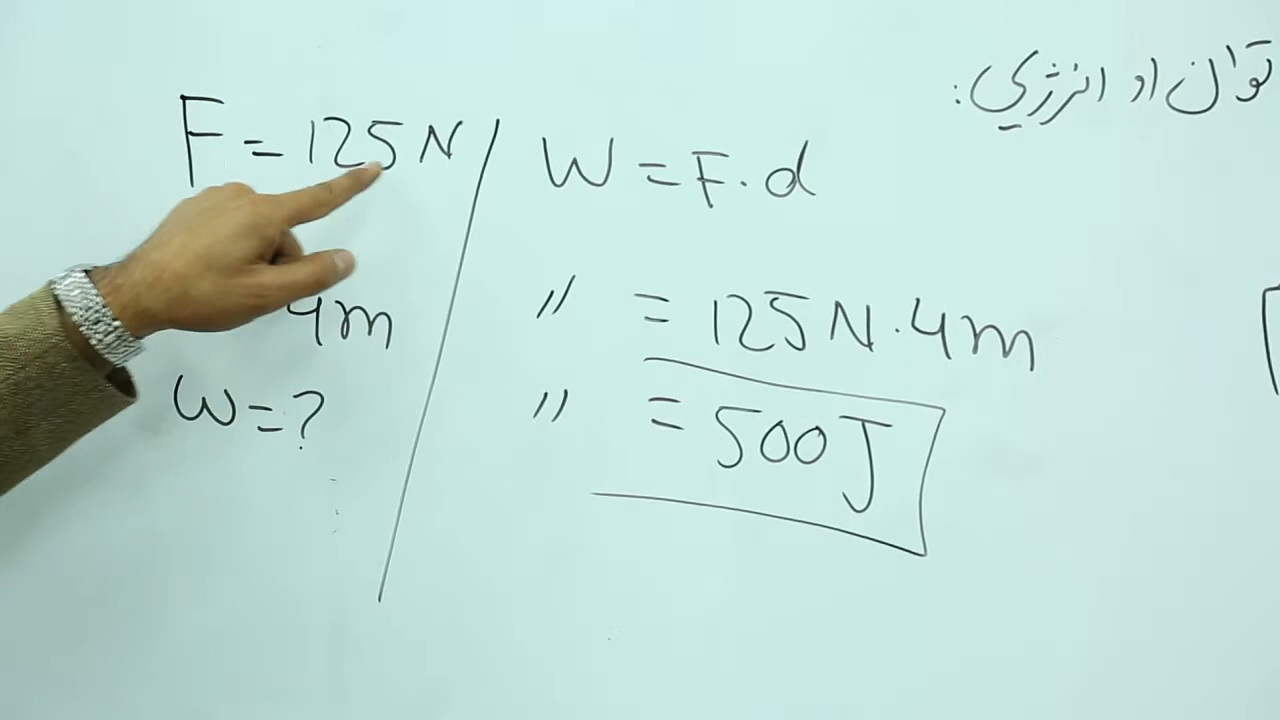 توان او انرژي:
F = 125N
4m
W = ?
W = F.d
〃 = 125N.4m
〃 = 500J